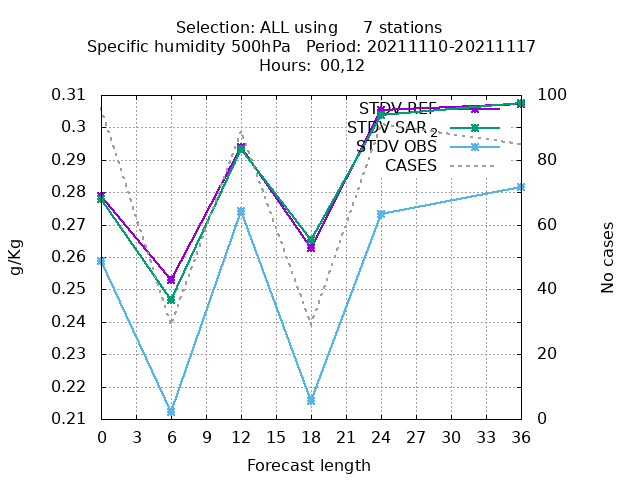 Selection: ALL using 7 stations
Specific humidity 500hPa Period: 20211110-20211117
Hours: 00,12
0.31
0.3
0.29
0.28
0.27
0.26
0.25
0.24
0.23
0.22
0.21
g/Kg
STDV REF
STDV SAR 2
STDV OBS
CASES
100
80
60
40
20
0
No cases
0 3 6 9 12 15 18 21 24 27 30 33 36
Forecast length